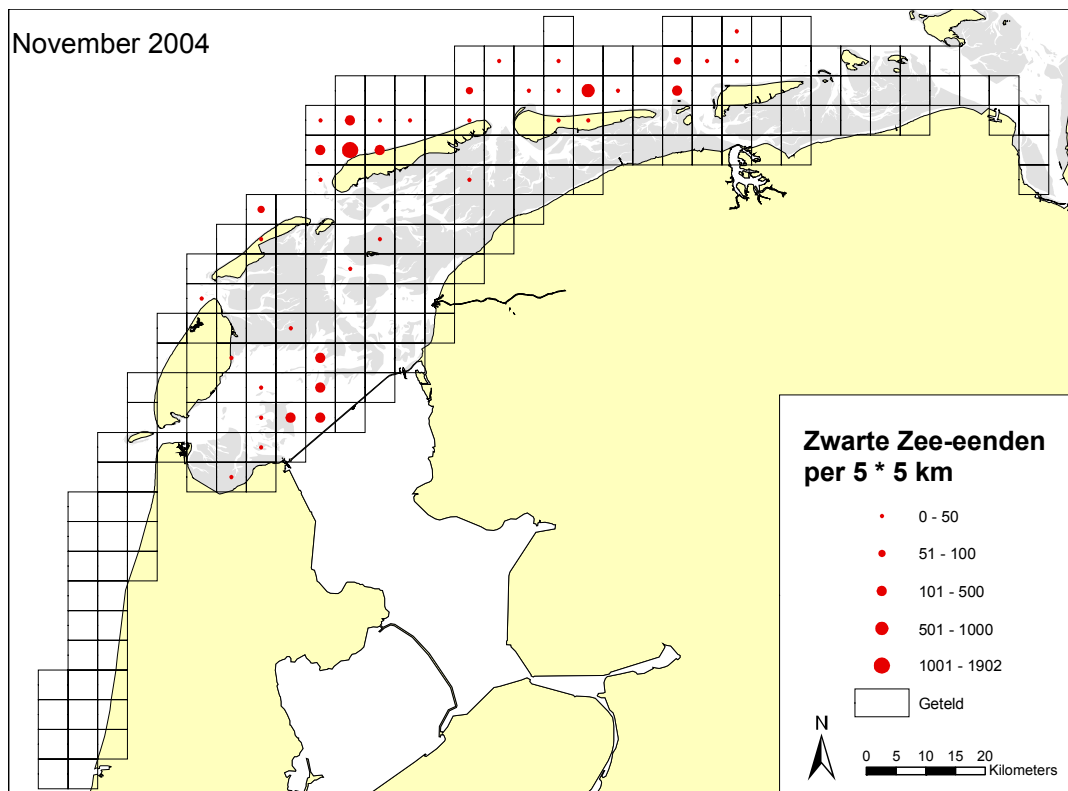 November 2004
Zwarte Zee-eenden
per 5 * 5 km
0 - 50
51 - 100
101 - 500
501 - 1000
1001 - 1902
Geteld
N
0 5 10 15 20
Kilometers